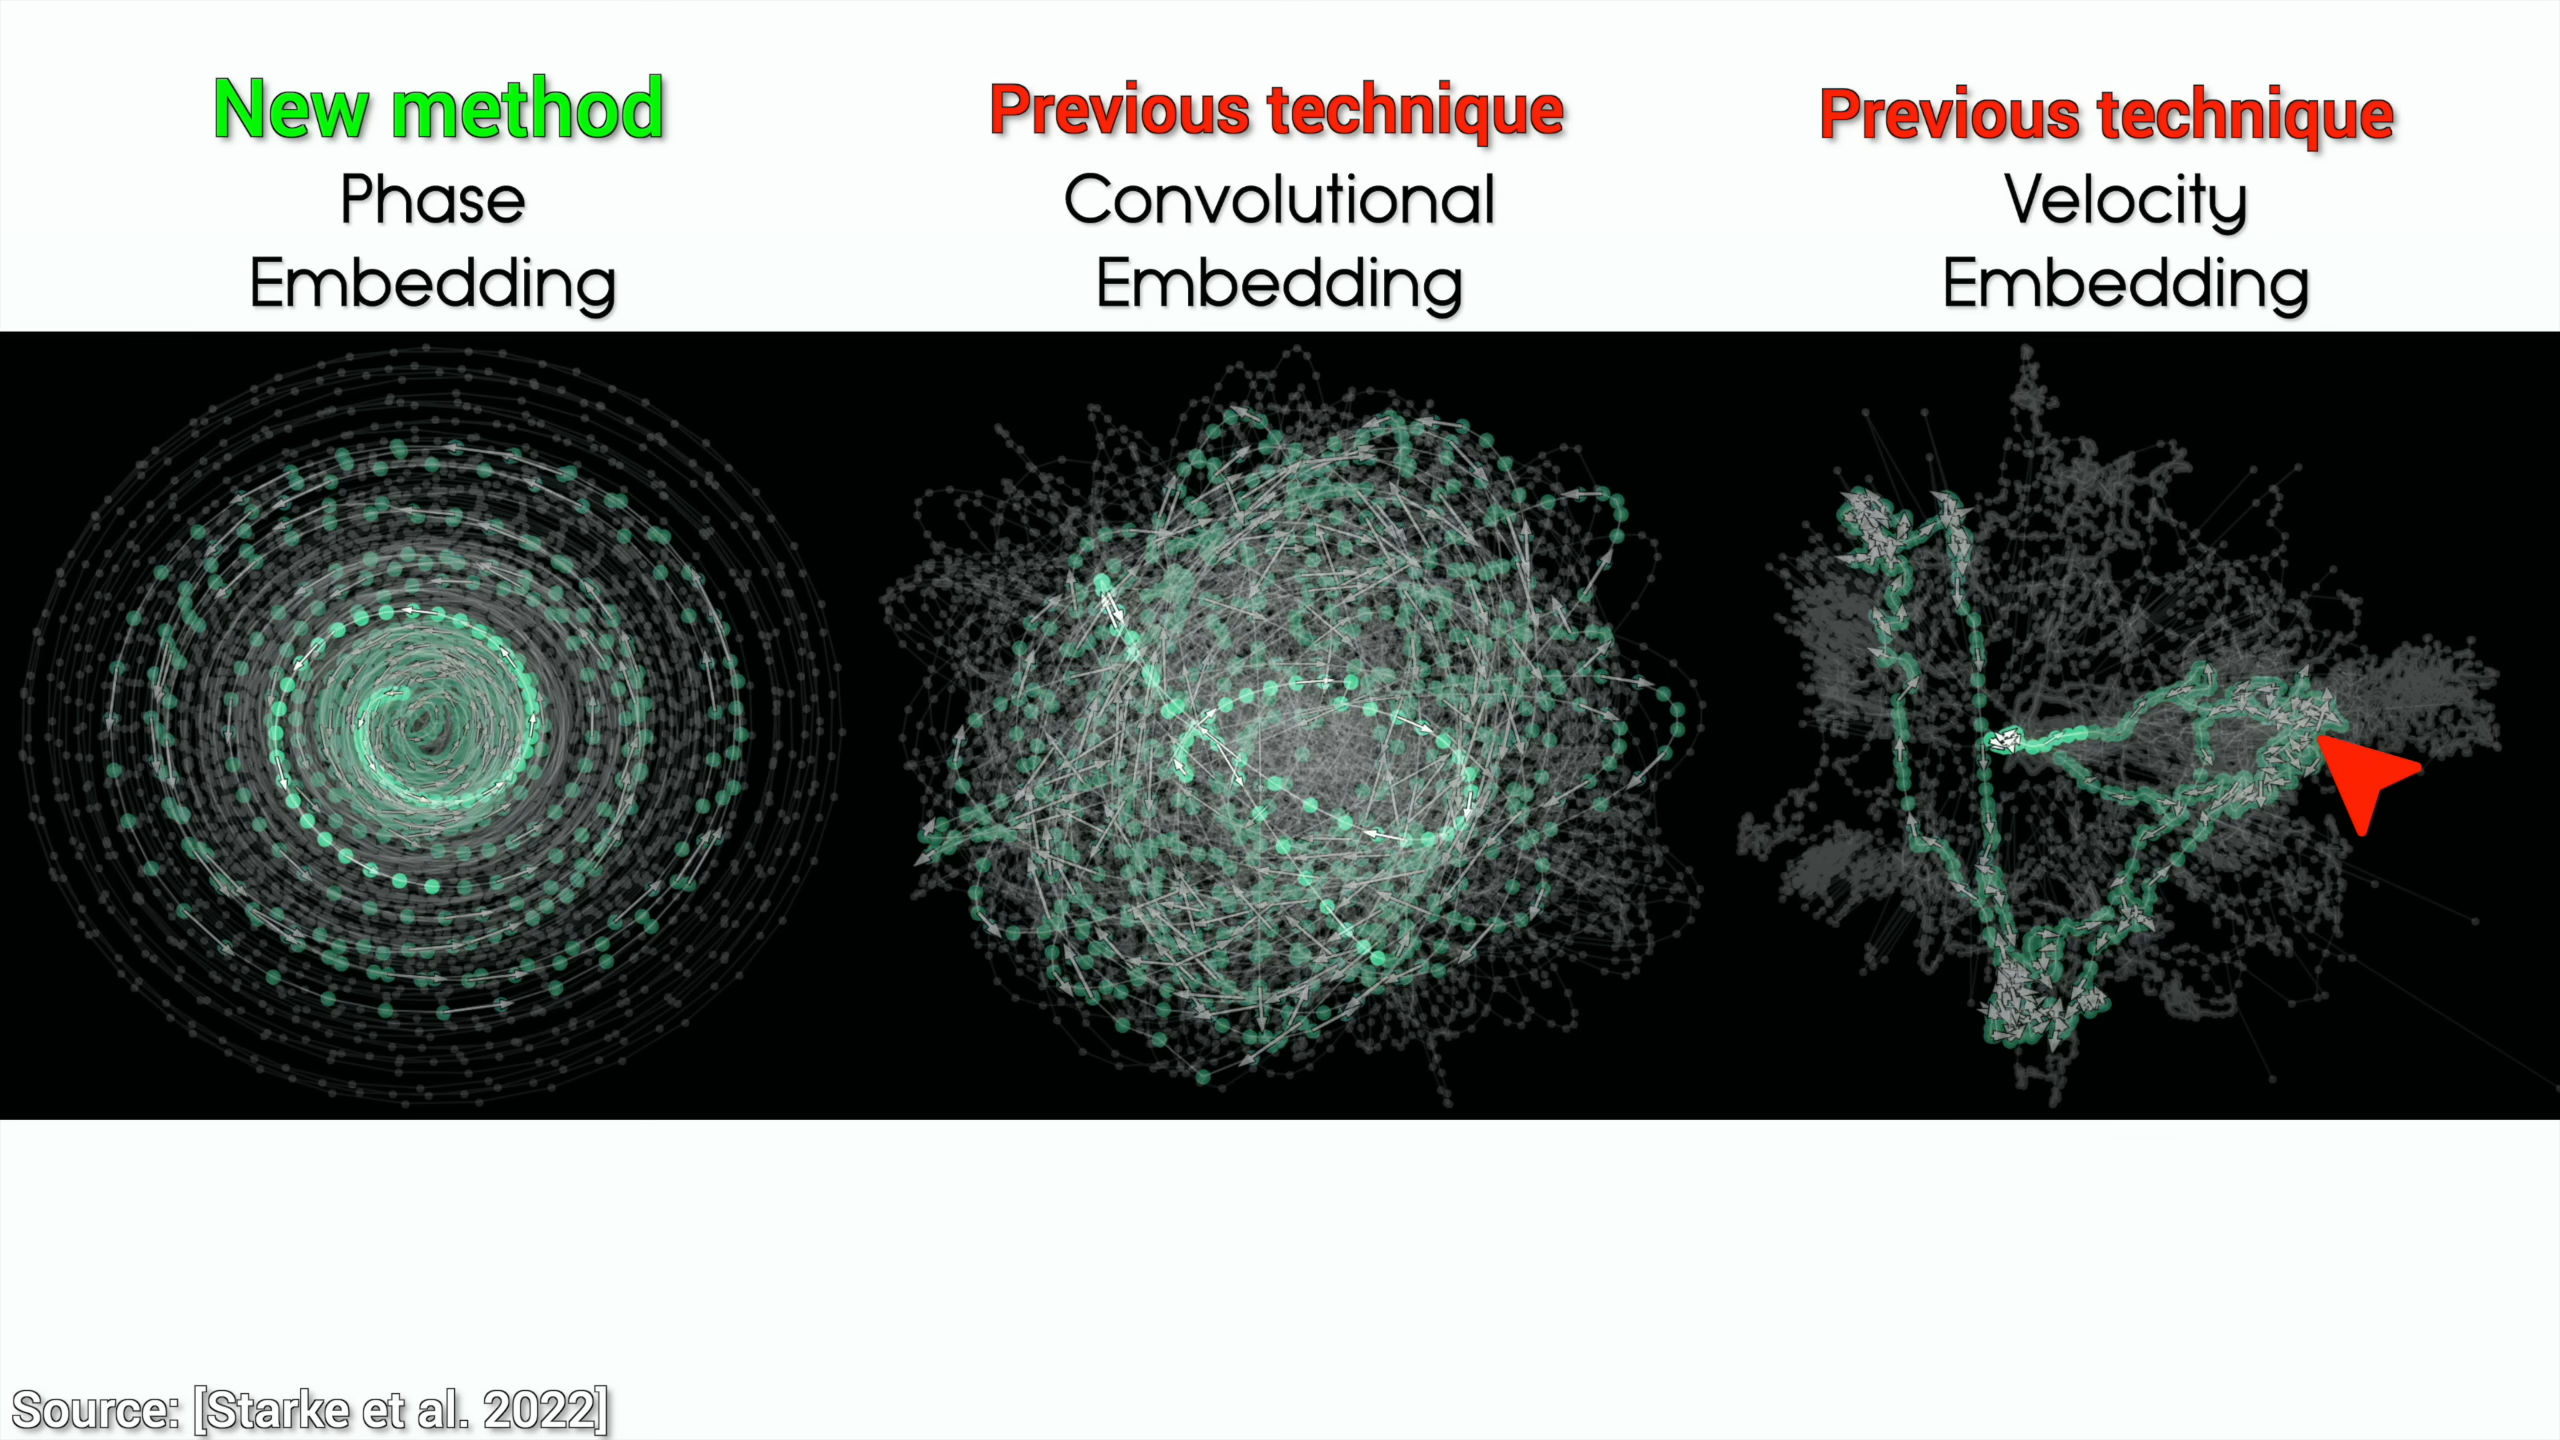 New method
Phase
Embedding
Previous technique
Convolutional
Embedding
Previous technique
Velocity
Embedding
Source: [Starke et al. 2022]